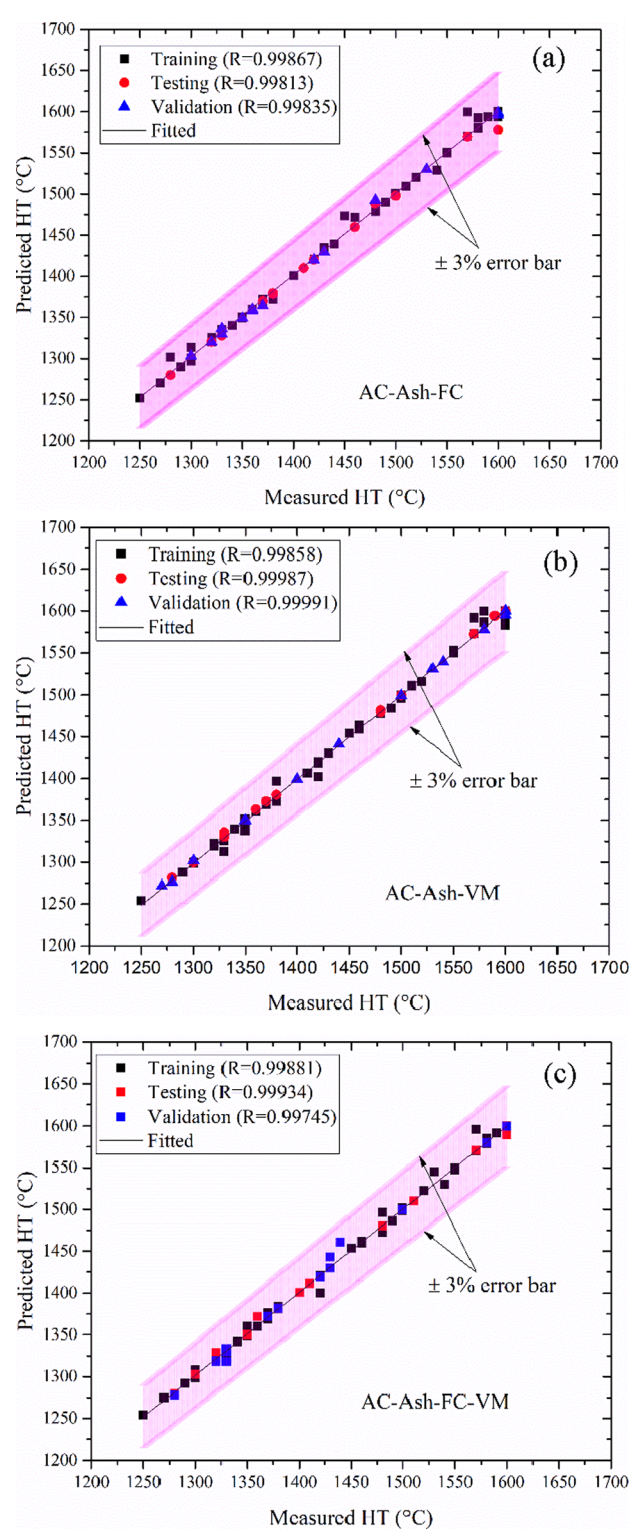 (a)
Training (R=0.99867)
Testing (R=0.99813)
Validation (R=0.99835)
Fitted
± 3% error bar
AC-Ash-FC
Predicted HT (°C)
1700
1650
1600
1550
1500
1450
1400
1350
1300
1250
1200
1200 1250 1300 1350 1400 1450 1500 1550 1600 1650 1700
Measured HT (°C)
(b)
Training (R=0.99858)
Testing (R=0.99987)
Validation (R=0.99991)
Fitted
± 3% error bar
AC-Ash-VM
Predicted HT (°C)
1700
1650
1600
1550
1500
1450
1400
1350
1300
1250
1200
1200 1250 1300 1350 1400 1450 1500 1550 1600 1650 1700
Measured HT (°C)
(c)
Training (R=0.99881)
Testing (R=0.99934)
Validation (R=0.99745)
Fitted
± 3% error bar
AC-Ash-FC-VM
Predicted HT (°C)
1700
1650
1600
1550
1500
1450
1400
1350
1300
1250
1200
1200 1250 1300 1350 1400 1450 1500 1550 1600 1650 1700
Measured HT (°C)